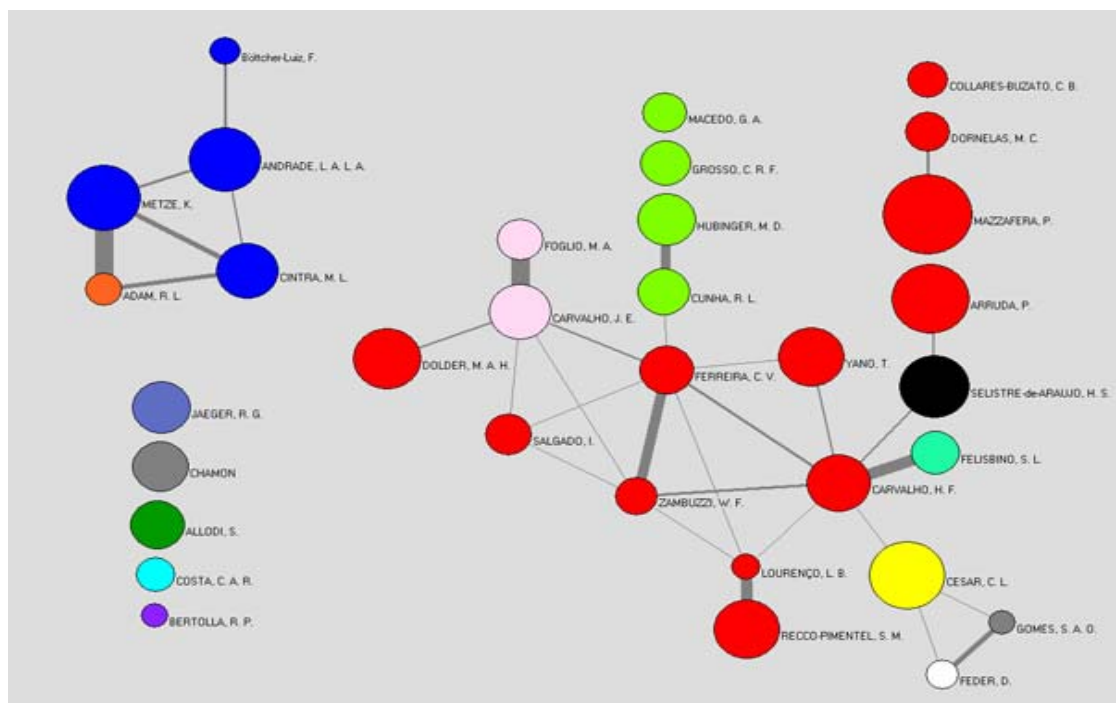 Böttcher-Luiz, F.
ANDRADE, L. A. L. A.
METZE, K.
CINTRA, M. L.
ADAM, R. L.
COLLARES-BUZATO, C. B.
MACEDO, G. A.
DORNELAS, M. C.
GROSSO, C. R. F.
MAZZAFERA, P.
HUBINGER, M. D.
FOGLIO, M. A.
CUNHA, R. L.
ARRUDA, P.
CARVALHO, J. E.
DOLDER, M. A. H.
FERREIRA, C. V.
YANO, T.
SELISTRE-de-ARAUJO, H. S.
SALGADO, I.
FELISBINO, S. L.
CARVALHO, H. F.
ZAMBUZZI, W. F.
LOURENÇO, L. B.
CESAR, C. L.
RECCO-PIMENTEL, S. M.
GOMES, S. A. O.
FEDER, D.
JAEGER, R. G.
CHAMON
ALLODI, S.
COSTA, C. A. R.
BERTOLLA, R. P.